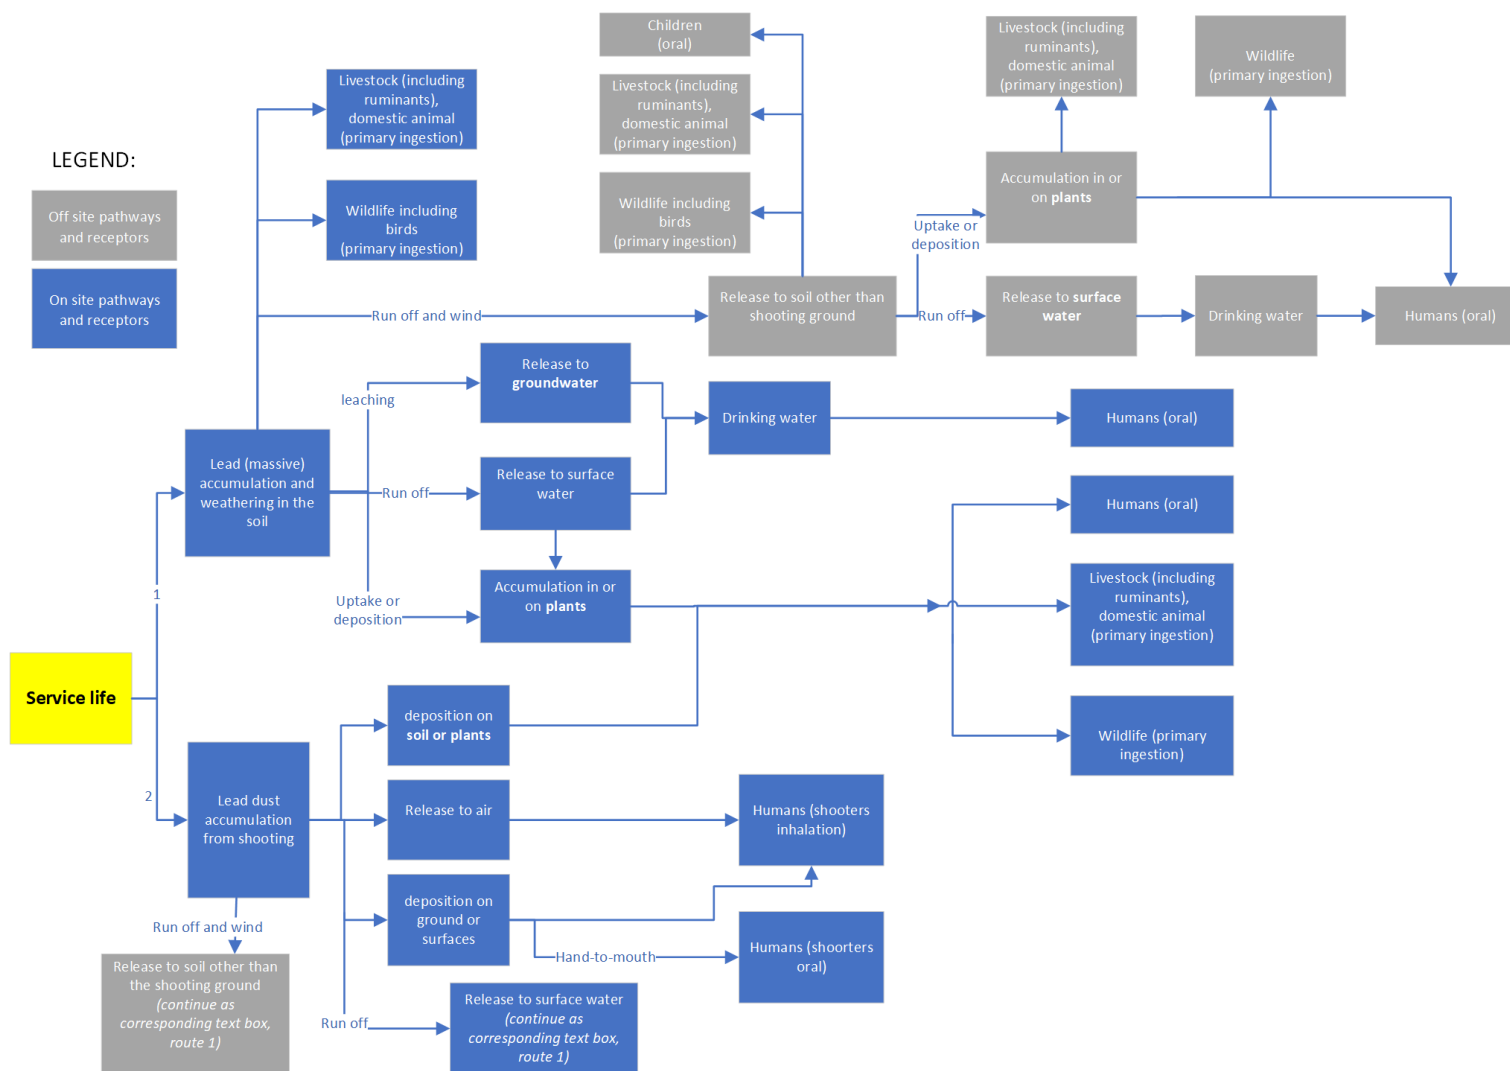 LEGEND:
Off site pathways
and receptors
On site pathways
and receptors
Livestock (including
ruminants),
domestic animal
(primary ingestion)
Wildlife including
birds
(primary ingestion)
Children
(oral)
Livestock (including
ruminants),
domestic animal
(primary ingestion)
Wildlife including
birds
(primary ingestion)
Livestock (including
ruminants),
domestic animal
(primary ingestion)
Wildlife
(primary ingestion)
Accumulation in or
on plants
Uptake or
deposition
Run off and wind
Release to soil other than
shooting ground
Run off
Release to surface
water
Drinking water
Humans (oral)
leaching
Release to
groundwater
Drinking water
Humans (oral)
Lead (massive)
accumulation and
weathering in the
soil
Run off
Release to surface
water
Humans (oral)
Uptake or
deposition
Accumulation in or
on plants
Livestock (including
ruminants),
domestic animal
(primary ingestion)
1
Service life
2
deposition on
soil or plants
Wildlife (primary
ingestion)
Lead dust
accumulation
from shooting
Release to air
Humans (shooters
inhalation)
deposition on
ground or
surfaces
Hand-to-mouth
Humans (shoorters
oral)
Run off and wind
Release to soil other than
the shooting ground
(continue as
corresponding text box,
route 1)
Run off
Release to surface water
(continue as
corresponding text box,
route 1)